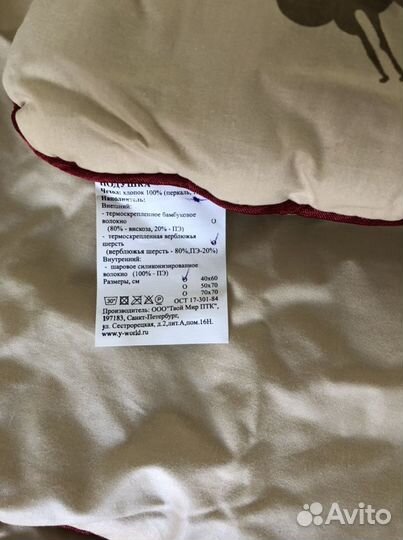 ПОДУШКА
Чехол: хлопок 100% (перкаль,
Наполнитель:
Внешний:
- термоскрепленное бамбуковое
волокно
(80% - вискоза, 20% - ПЭ)
- термоскрепленная верблюжья
шерсть
(верблюжья шерсть - 80%,ПЭ-20%)
Внутренний:
- шаровое силиконизированное
волокно (100% - ПЭ)
Размеры, см 40х60
50х70
70х70
30° ОСТ 17-301-84
Производитель: ООО"Твой Мир ПТК",
197183, Санкт-Петербург,
ул. Сестрорецкая, д.2,лит.А,пом.16Н.
www.y-world.ru
Avito